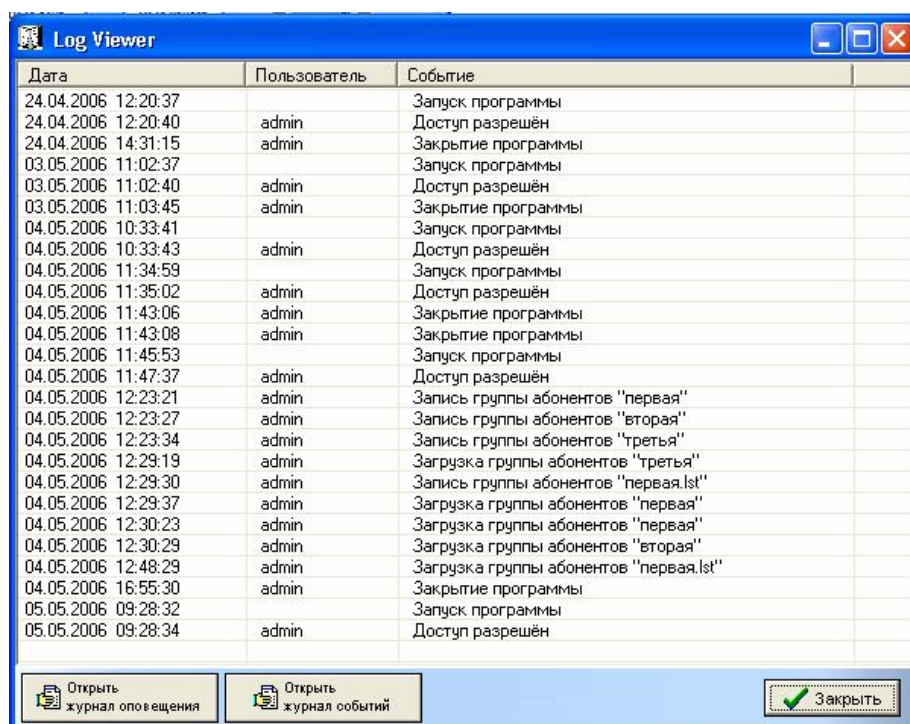 Log Viewer
Дата Пользователь Событие
24.04.2006 12:20:37 Запуск программы
24.04.2006 12:20:40 admin Доступ разрешён
24.04.2006 14:31:15 admin Закрытие программы
03.05.2006 11:02:37 Запуск программы
03.05.2006 11:02:40 admin Доступ разрешён
03.05.2006 11:03:45 admin Закрытие программы
04.05.2006 10:33:41 Запуск программы
04.05.2006 10:33:43 admin Доступ разрешён
04.05.2006 11:34:59 Запуск программы
04.05.2006 11:35:02 admin Доступ разрешён
04.05.2006 11:43:06 admin Закрытие программы
04.05.2006 11:43:08 admin Закрытие программы
04.05.2006 11:45:53 Запуск программы
04.05.2006 11:47:37 admin Доступ разрешён
04.05.2006 12:23:21 admin Запись группы абонентов "первая"
04.05.2006 12:23:27 admin Запись группы абонентов "вторая"
04.05.2006 12:23:34 admin Запись группы абонентов "третья"
04.05.2006 12:29:19 admin Загрузка группы абонентов "третья"
04.05.2006 12:29:30 admin Запись группы абонентов "первая.lst"
04.05.2006 12:29:37 admin Загрузка группы абонентов "первая"
04.05.2006 12:30:23 admin Загрузка группы абонентов "первая"
04.05.2006 12:30:29 admin Загрузка группы абонентов "вторая"
04.05.2006 12:48:29 admin Загрузка группы абонентов "первая.lst"
04.05.2006 16:55:30 admin Закрытие программы
05.05.2006 09:28:32 Запуск программы
05.05.2006 09:28:34 admin Доступ разрешён
Открыть журнал оповещения
Открыть журнал событий
Закрыть